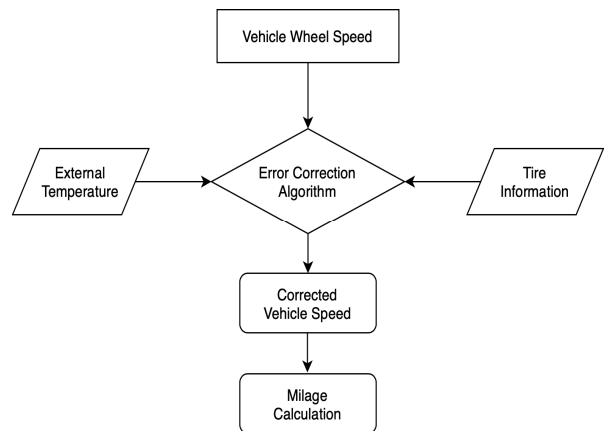 Vehicle Wheel Speed
External
Temperature
Error Correction
Algorithm
Tire
Information
Corrected
Vehicle Speed
Milage
Calculation